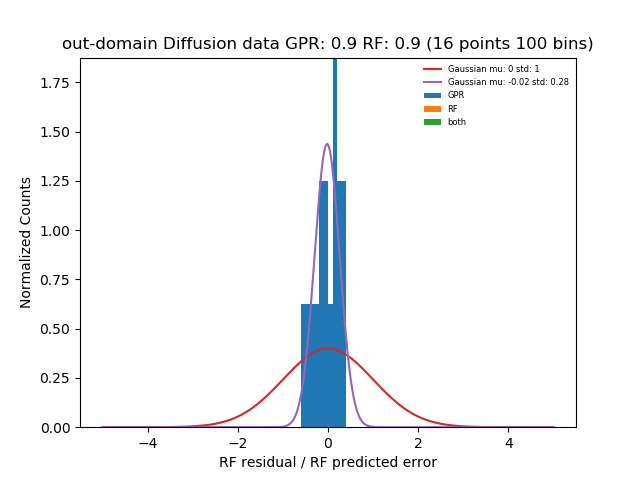 out-domain Diffusion data GPR: 0.9 RF: 0.9 (16 points 100 bins)
Gaussian mu: 0 std: 1
Gaussian mu: -0.02 std: 0.28
GPR
RF
both
Normalized Counts
1.75
1.50
1.25
1.00
0.75
0.50
0.25
0.00
−4
−2
0
2
4
RF residual / RF predicted error